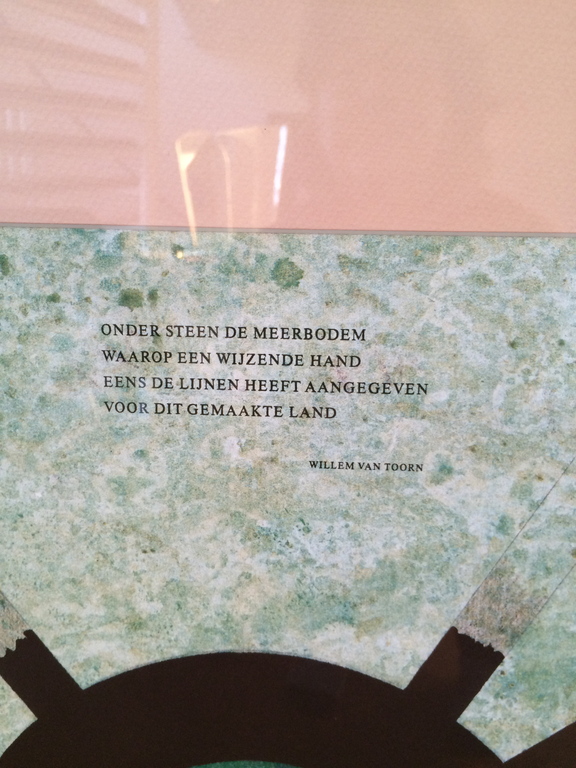 ONDER STEEN DE MEERBODEM
WAAROP EEN WIJZENDE HAND
EENS DE LIJNEN HEEFT AANGEGEVEN
VOOR DIT GEMAAKTE LAND
WILLEM VAN TOORN